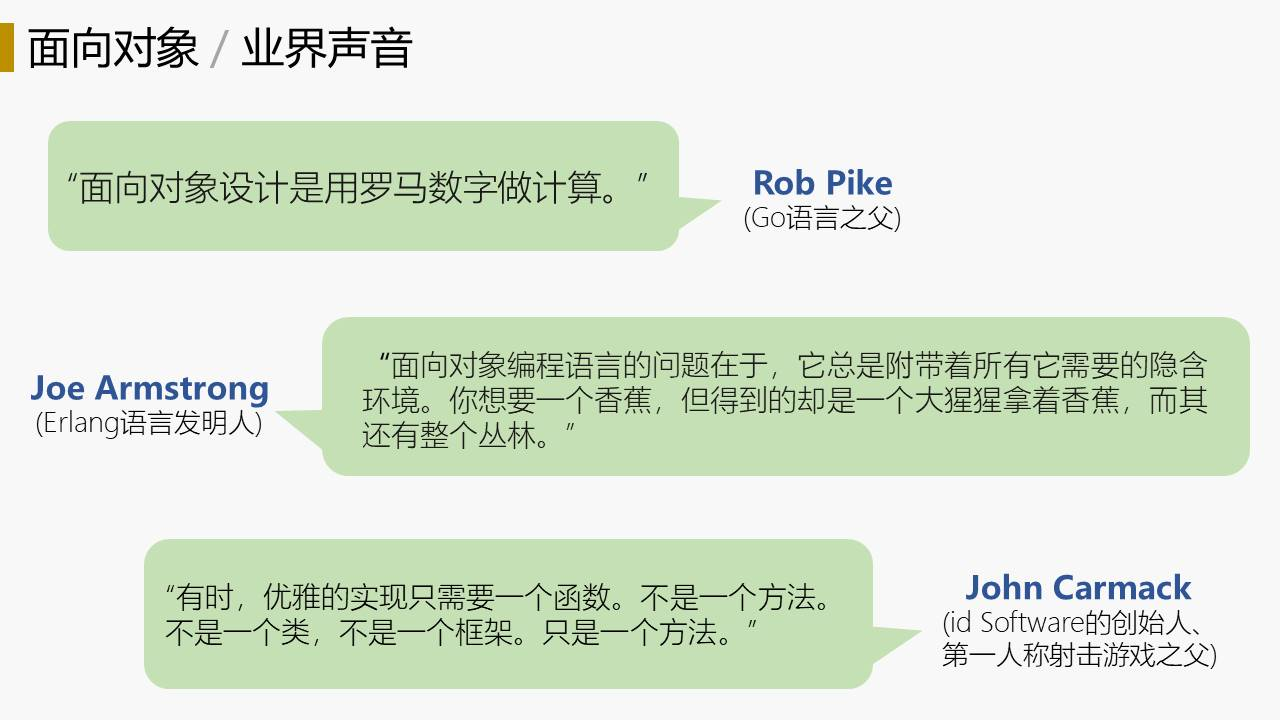 面向对象 / 业界声音
“面向对象设计是用罗马数字做计算。”
Rob Pike
(Go语言之父)
Joe Armstrong
(Erlang语言发明人)
“面向对象编程语言的问题在于，它总是附带着所有它需要的隐含
环境。你想要一个香蕉，但得到的却是一个大猩猩拿着香蕉，而其
还有整个丛林。”
“有时，优雅的实现只需要一个函数。不是一个方法。
不是一个类，不是一个框架。只是一个方法。”
John Carmack
(id Software的创始人、
第一人称射击游戏之父)